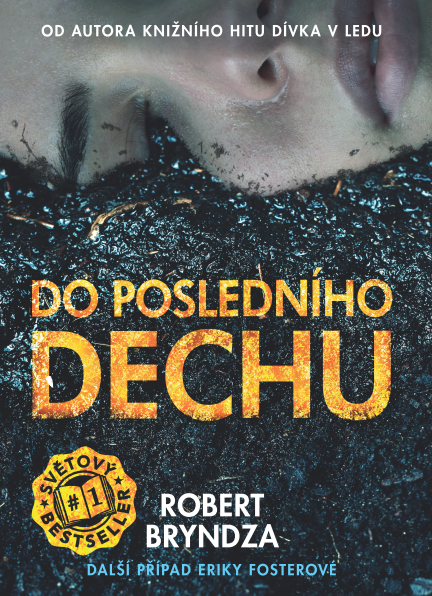 OD AUTORA KNIŽNÍHO HITU DÍVKA V LEDU
DO POSLEDNÍHO
DECHU
SVĚTOVÝ
#1
BESTSELLER
ROBERT
BRYNDZA
DALŠÍ PŘÍPAD ERIKY FOSTEROVÉ